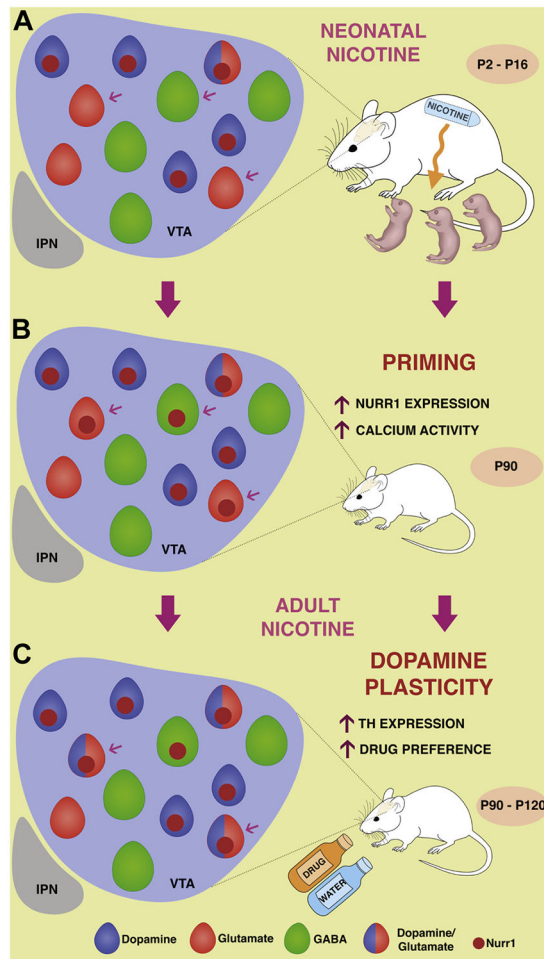 A
NEONATAL
NICOTINE
P2 - P16
NICOTINE
IPN
VTA
B
PRIMING
↑ NURR1 EXPRESSION
↑ CALCIUM ACTIVITY
P90
IPN
VTA
ADULT
NICOTINE
C
DOPAMINE
PLASTICITY
↑ TH EXPRESSION
↑ DRUG PREFERENCE
P90 - P120
DRUG
WATER
IPN
VTA
Dopamine
Glutamate
GABA
Dopamine/
Glutamate
Nurr1